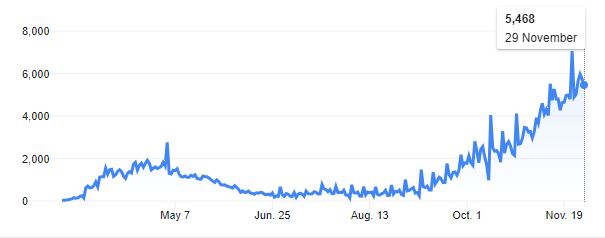 5,468
29 November
8,000
6,000
4,000
2,000
0
May 7
Jun. 25
Aug. 13
Oct. 1
Nov. 19